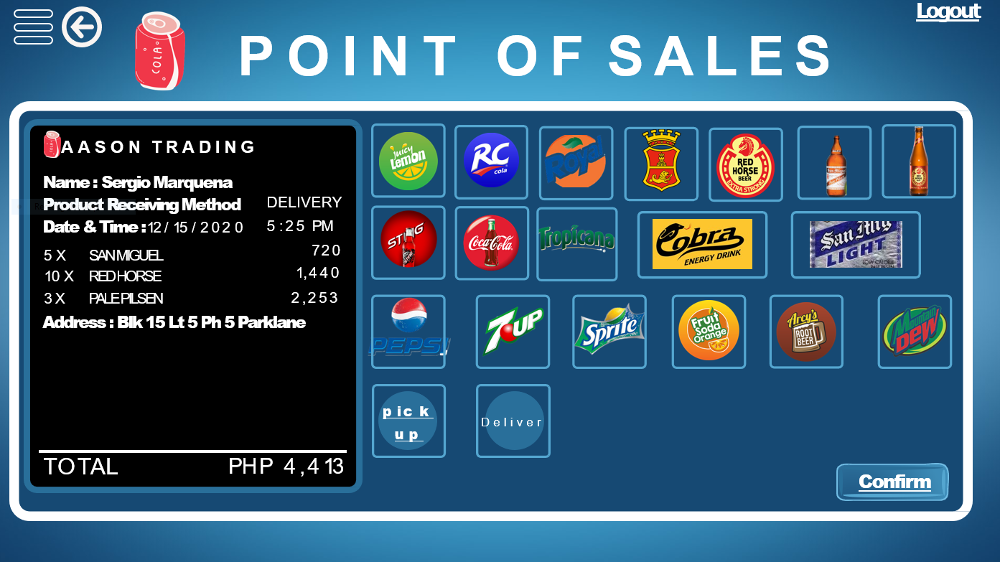 Logout
COLA
POINT OF SALES
AASON TRADING
Name : Sergio Marquena
Product Receiving Method DELIVERY
Date & Time : 12/15/2020 5:25 PM
5 X SAN MIGUEL 720
10 X RED HORSE 1,440
3 X PALE PILSEN 2,253
Address : Blk 15 Lt 5 Ph 5 Parklane
TOTAL PHP 4,413
juicy
Lemon
RC
cola
Royal
RED
HORSE
BEER
EXTRA STRONG
STING
Coca-Cola
Tropicana
Cobra
ENERGY DRINK
San Mig
LIGHT
LOW CALORIE
PEPSI
7UP
Sprite
Fruit
Soda
Orange
Arcy's
ROOT
BEER
Mountain
DEW
pick
up
Deliver
Confirm